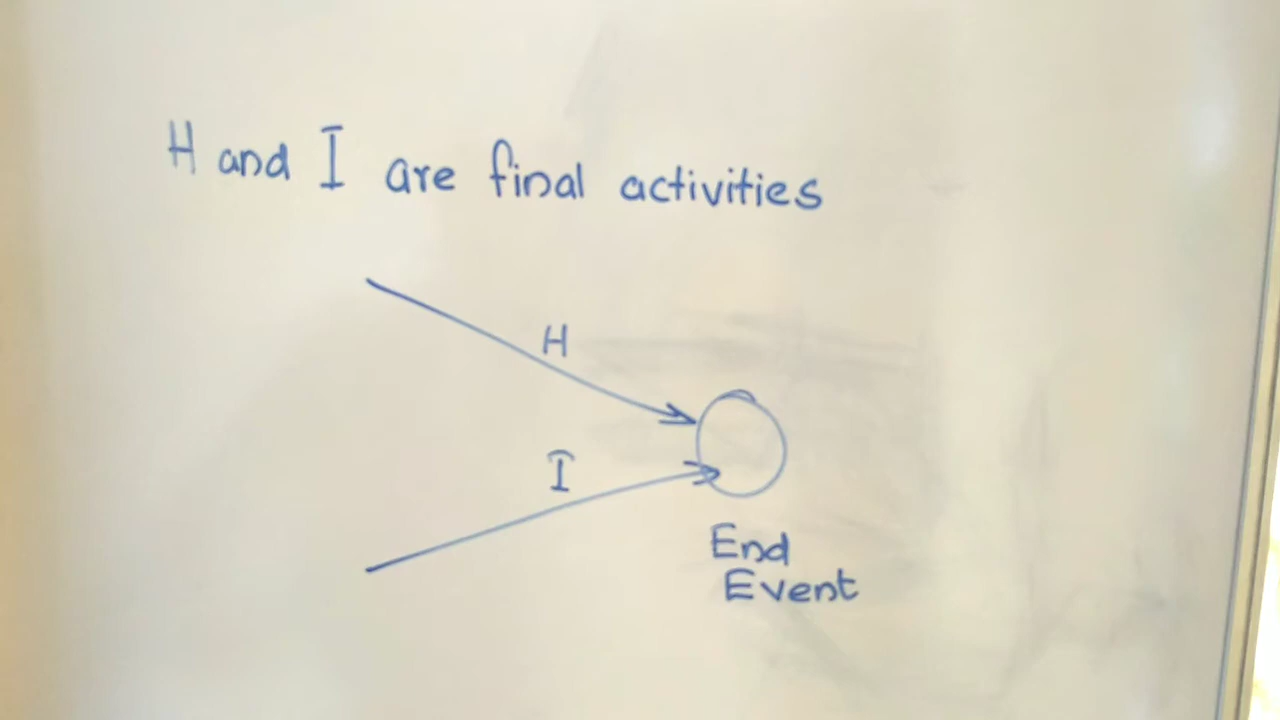 H and I are final activities
H
I
End
Event